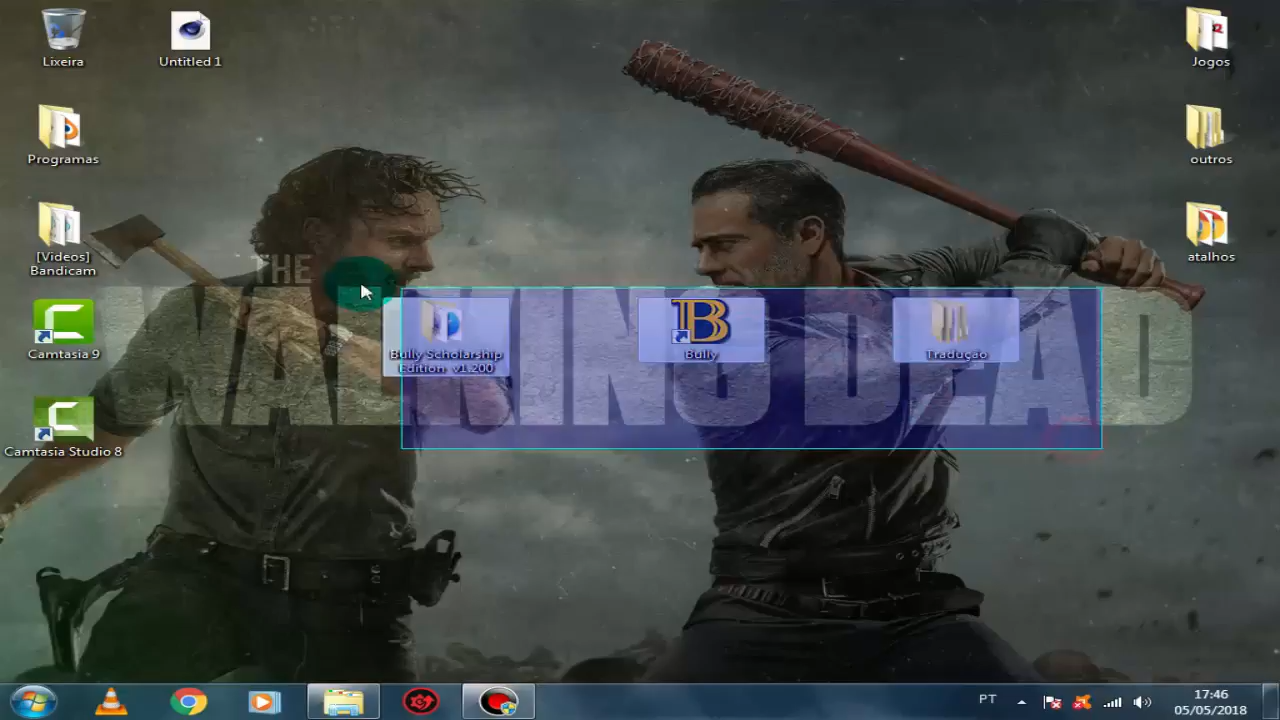 Lixeira
Untitled 1
Jogos
Programas
outros
[Videos]
Bandicam
atalhos
THE
WALKING DEAD
Camtasia 9
Bully Scholarship
Edition v1.200
Bully
Tradução
Camtasia Studio 8
PT
17:46
05/05/2018